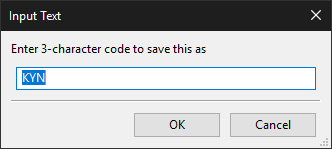 Input Text
Enter 3-character code to save this as
KYN
OK
Cancel